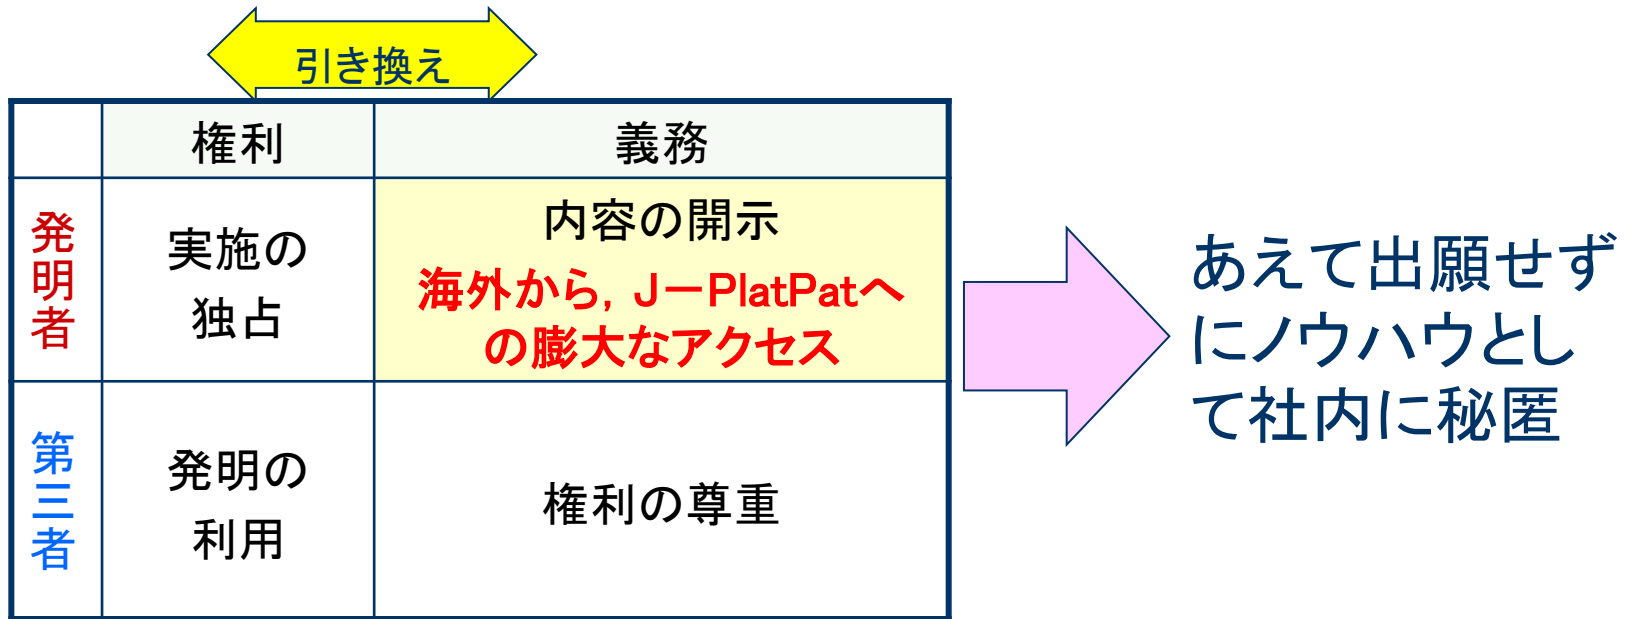 引き換え
権利
義務
発明者
実施の
独占
内容の開示
海外から，J－PlatPatへ
の膨大なアクセス
第三者
発明の
利用
権利の尊重
あえて出願せず
にノウハウとし
て社内に秘匿